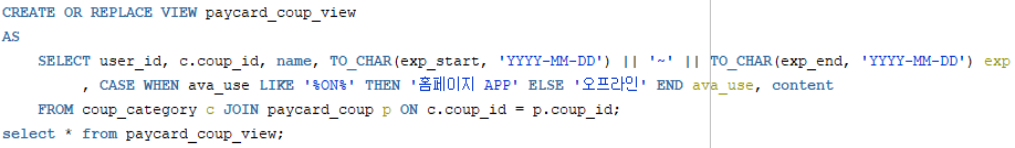 CREATE OR REPLACE VIEW paycard_coup_view
AS
SELECT user_id, c.coup_id, name, TO_CHAR(exp_start, 'YYYY-MM-DD') || '~' || TO_CHAR(exp_end, 'YYYY-MM-DD') exp
, CASE WHEN ava_use LIKE '%ON%' THEN '홈페이지 APP' ELSE '오프라인' END ava_use, content
FROM coup_category c JOIN paycard_coup p ON c.coup_id = p.coup_id;
select * from paycard_coup_view;